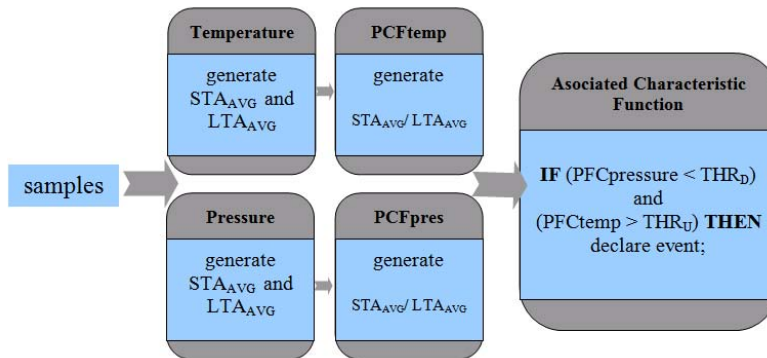 samples
Temperature
generate
STAAVG and
LTAAVG
PCFtemp
generate
STAAVG/ LTAAVG
Pressure
generate
STAAVG and
LTAAVG
PCFpres
generate
STAAVG/ LTAAVG
Asociated Characteristic
Function
IF (PFCpressure < THRD)
and
(PFCtemp > THRU) THEN
declare event;